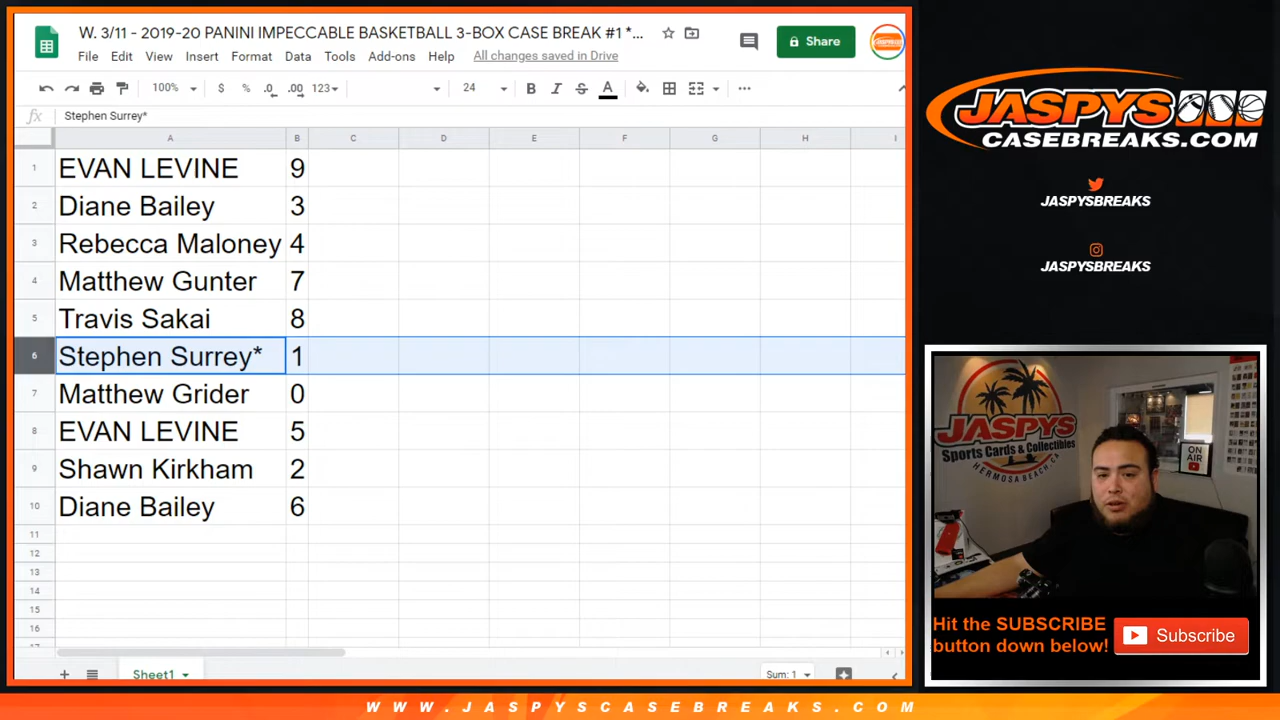 W. 3/11 - 2019-20 PANINI IMPECCABLE BASKETBALL 3-BOX CASE BREAK #1 *...
Share
File Edit View Insert Format Data Tools Add-ons Help All changes saved in Drive
100% $ % .0 .00 123 24 B I S A ...
fx Stephen Surrey*
A B C D E F G H I
1 EVAN LEVINE 9
2 Diane Bailey 3
3 Rebecca Maloney 4
4 Matthew Gunter 7
5 Travis Sakai 8
6 Stephen Surrey* 1
7 Matthew Grider 0
8 EVAN LEVINE 5
9 Shawn Kirkham 2
10 Diane Bailey 6
11
12
13
14
15
16
17
Sheet1
Sum: 1
JASPYS
CASEBREAKS.COM
JASPYSBREAKS
JASPYSBREAKS
JASPYS
Sports Cards & Collectibles
HERMOSA BEACH, CA
ON
AIR
Hit the SUBSCRIBE
button down below!
Subscribe
WWW.JASPYSCASEBREAKS.COM